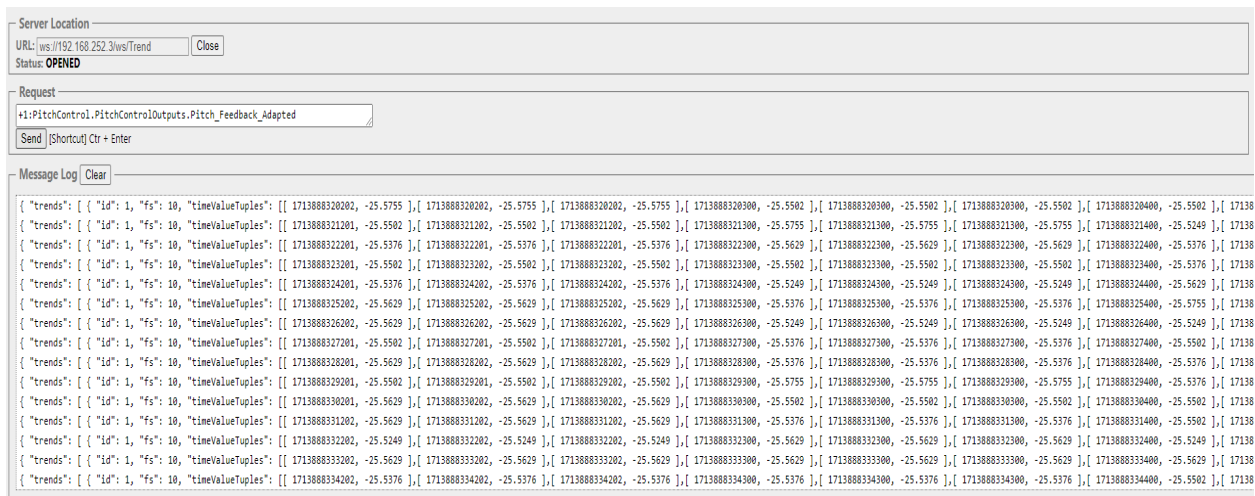 Server Location
URL: ws://192.168.252.3/ws/Trend Close
Status: OPENED
Request
+1:PitchControl.PitchControlOutputs.Pitch_Feedback_Adapted
Send [Shortcut] Ctr + Enter
Message Log Clear
{ "trends": [ { "id": 1, "fs": 10, "timeValueTuples": [[ 1713888320202, -25.5755 ],[ 1713888320202, -25.5755 ],[ 1713888320202, -25.5755 ],[ 1713888320300, -25.5502 ],[ 1713888320300, -25.5502 ],[ 1713888320300, -25.5502 ],[ 1713888320400, -25.5502 ],[ 17138
{ "trends": [ { "id": 1, "fs": 10, "timeValueTuples": [[ 1713888321201, -25.5502 ],[ 1713888321202, -25.5502 ],[ 1713888321202, -25.5502 ],[ 1713888321300, -25.5755 ],[ 1713888321300, -25.5755 ],[ 1713888321300, -25.5755 ],[ 1713888321400, -25.5249 ],[ 17138
{ "trends": [ { "id": 1, "fs": 10, "timeValueTuples": [[ 1713888322201, -25.5376 ],[ 1713888322201, -25.5376 ],[ 1713888322201, -25.5376 ],[ 1713888322300, -25.5629 ],[ 1713888322300, -25.5629 ],[ 1713888322300, -25.5629 ],[ 1713888322400, -25.5376 ],[ 17138
{ "trends": [ { "id": 1, "fs": 10, "timeValueTuples": [[ 1713888323201, -25.5502 ],[ 1713888323202, -25.5502 ],[ 1713888323202, -25.5502 ],[ 1713888323300, -25.5502 ],[ 1713888323300, -25.5502 ],[ 1713888323300, -25.5502 ],[ 1713888323400, -25.5376 ],[ 17138
{ "trends": [ { "id": 1, "fs": 10, "timeValueTuples": [[ 1713888324201, -25.5376 ],[ 1713888324202, -25.5376 ],[ 1713888324202, -25.5376 ],[ 1713888324300, -25.5249 ],[ 1713888324300, -25.5249 ],[ 1713888324300, -25.5249 ],[ 1713888324400, -25.5629 ],[ 17138
{ "trends": [ { "id": 1, "fs": 10, "timeValueTuples": [[ 1713888325202, -25.5629 ],[ 1713888325202, -25.5629 ],[ 1713888325202, -25.5629 ],[ 1713888325300, -25.5376 ],[ 1713888325300, -25.5376 ],[ 1713888325300, -25.5376 ],[ 1713888325400, -25.5755 ],[ 17138
{ "trends": [ { "id": 1, "fs": 10, "timeValueTuples": [[ 1713888326202, -25.5629 ],[ 1713888326202, -25.5629 ],[ 1713888326202, -25.5629 ],[ 1713888326300, -25.5249 ],[ 1713888326300, -25.5249 ],[ 1713888326300, -25.5249 ],[ 1713888326400, -25.5249 ],[ 17138
{ "trends": [ { "id": 1, "fs": 10, "timeValueTuples": [[ 1713888327201, -25.5502 ],[ 1713888327201, -25.5502 ],[ 1713888327201, -25.5502 ],[ 1713888327300, -25.5376 ],[ 1713888327300, -25.5376 ],[ 1713888327300, -25.5376 ],[ 1713888327400, -25.5502 ],[ 17138
{ "trends": [ { "id": 1, "fs": 10, "timeValueTuples": [[ 1713888328201, -25.5629 ],[ 1713888328202, -25.5629 ],[ 1713888328202, -25.5629 ],[ 1713888328300, -25.5376 ],[ 1713888328300, -25.5376 ],[ 1713888328300, -25.5376 ],[ 1713888328400, -25.5376 ],[ 17138
{ "trends": [ { "id": 1, "fs": 10, "timeValueTuples": [[ 1713888329201, -25.5502 ],[ 1713888329201, -25.5502 ],[ 1713888329202, -25.5502 ],[ 1713888329300, -25.5755 ],[ 1713888329300, -25.5755 ],[ 1713888329300, -25.5755 ],[ 1713888329400, -25.5376 ],[ 17138
{ "trends": [ { "id": 1, "fs": 10, "timeValueTuples": [[ 1713888330201, -25.5629 ],[ 1713888330202, -25.5629 ],[ 1713888330202, -25.5629 ],[ 1713888330300, -25.5502 ],[ 1713888330300, -25.5502 ],[ 1713888330300, -25.5502 ],[ 1713888330400, -25.5502 ],[ 17138
{ "trends": [ { "id": 1, "fs": 10, "timeValueTuples": [[ 1713888331202, -25.5629 ],[ 1713888331202, -25.5629 ],[ 1713888331202, -25.5629 ],[ 1713888331300, -25.5376 ],[ 1713888331300, -25.5376 ],[ 1713888331300, -25.5376 ],[ 1713888331400, -25.5502 ],[ 17138
{ "trends": [ { "id": 1, "fs": 10, "timeValueTuples": [[ 1713888332202, -25.5249 ],[ 1713888332202, -25.5249 ],[ 1713888332202, -25.5249 ],[ 1713888332300, -25.5629 ],[ 1713888332300, -25.5629 ],[ 1713888332300, -25.5629 ],[ 1713888332400, -25.5249 ],[ 17138
{ "trends": [ { "id": 1, "fs": 10, "timeValueTuples": [[ 1713888333202, -25.5629 ],[ 1713888333202, -25.5629 ],[ 1713888333202, -25.5629 ],[ 1713888333300, -25.5629 ],[ 1713888333300, -25.5629 ],[ 1713888333300, -25.5629 ],[ 1713888333400, -25.5629 ],[ 17138
{ "trends": [ { "id": 1, "fs": 10, "timeValueTuples": [[ 1713888334202, -25.5376 ],[ 1713888334202, -25.5376 ],[ 1713888334202, -25.5376 ],[ 1713888334300, -25.5376 ],[ 1713888334300, -25.5376 ],[ 1713888334300, -25.5376 ],[ 1713888334400, -25.5502 ],[ 17138